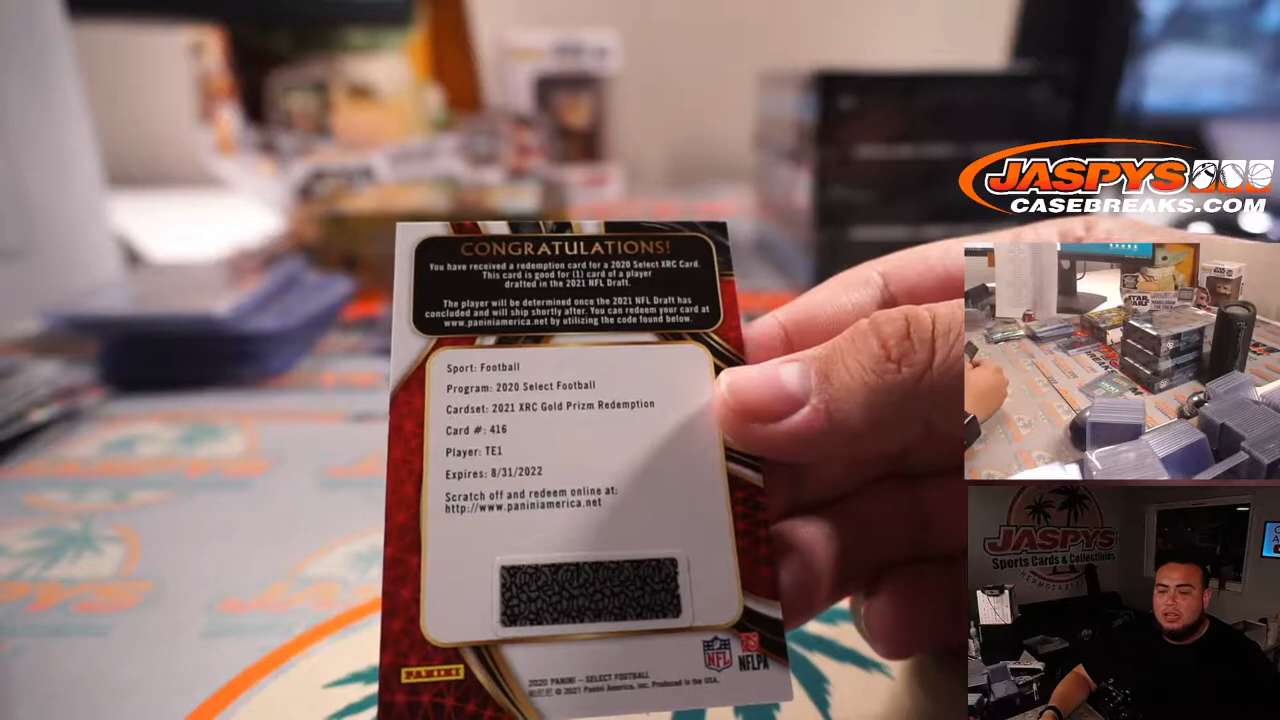 CONGRATULATIONS!
You have received a redemption card for a 2020 Select XRC Card.
This card is good for (1) card of a player
drafted in the 2021 NFL Draft.
The player will be determined once the 2021 NFL Draft has
concluded and will ship shortly after. You can redeem your card at
www.paniniamerica.net by utilizing the code found below.
Sport: Football
Program: 2020 Select Football
Cardset: 2021 XRC Gold Prizm Redemption
Card #: 416
Player: TE1
Expires: 8/31/2022
Scratch off and redeem online at:
http://www.paniniamerica.net
PANINI
NFL
NFLPA
2020 PANINI – SELECT FOOTBALL
© 2021 Panini America, Inc. Produced in the USA.
JASPYS
CASEBREAKS.COM
STAR
WARS
JASPYS
Sports Cards & Collectibles